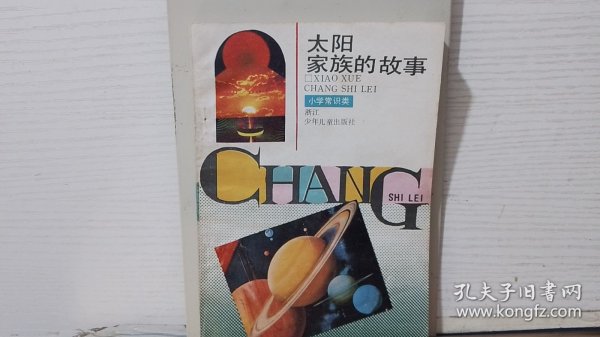 太阳
家族的故事
□XIAO XUE
CHANG SHI LEI
小学常识类
浙江
少年儿童出版社
CHANG
SHI LEI
孔夫子旧书网
kongfz.com